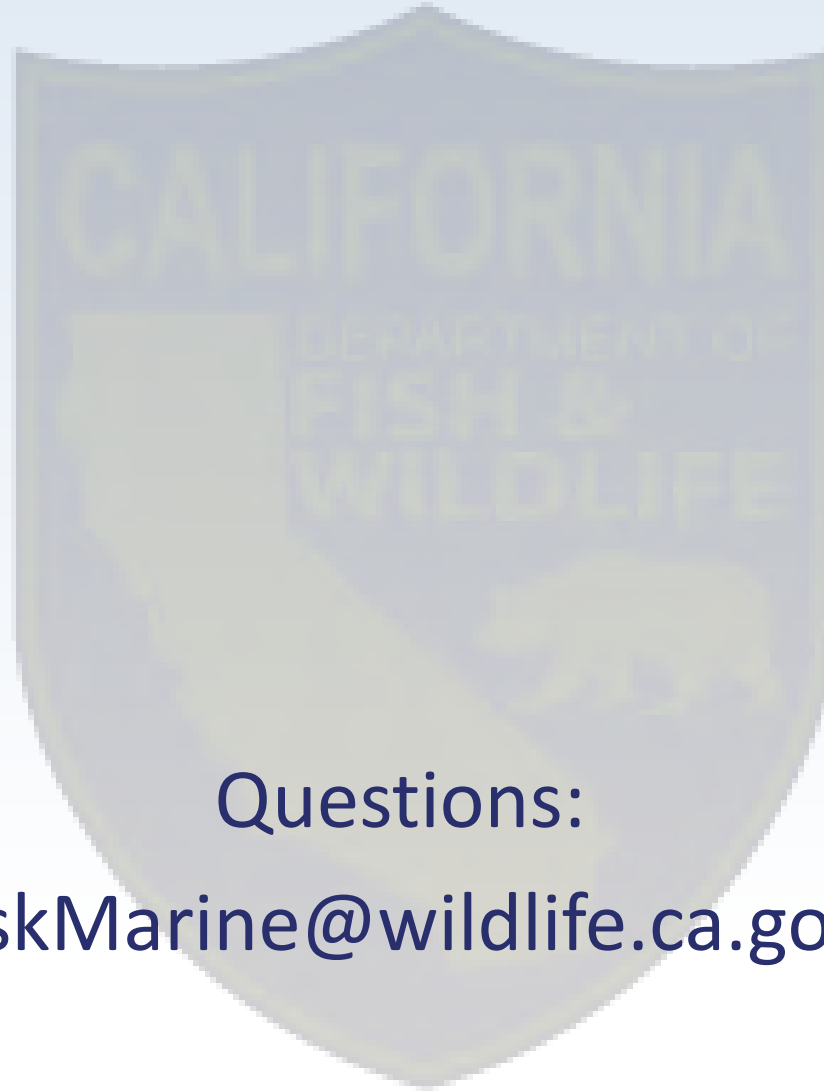 CALIFORNIA
DEPARTMENT OF
FISH &
WILDLIFE
Questions:
skMarine@wildlife.ca.go